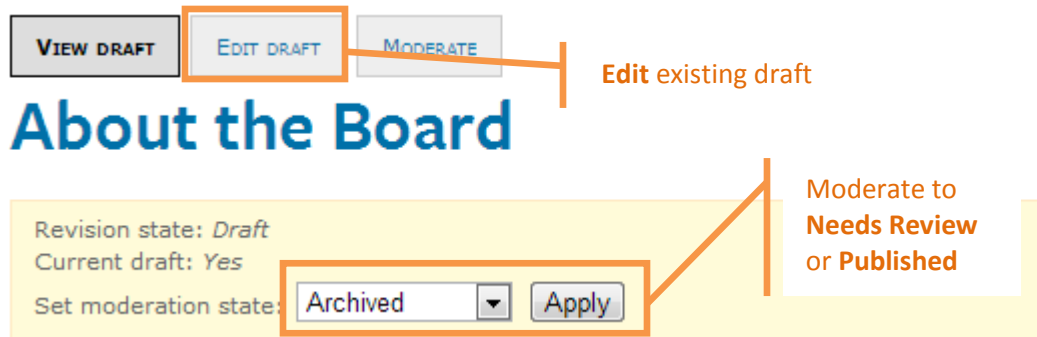 VIEW DRAFT
EDIT DRAFT
MODERATE
Edit existing draft
About the Board
Moderate to
Needs Review
or Published
Revision state: Draft
Current draft: Yes
Set moderation state: Archived Apply